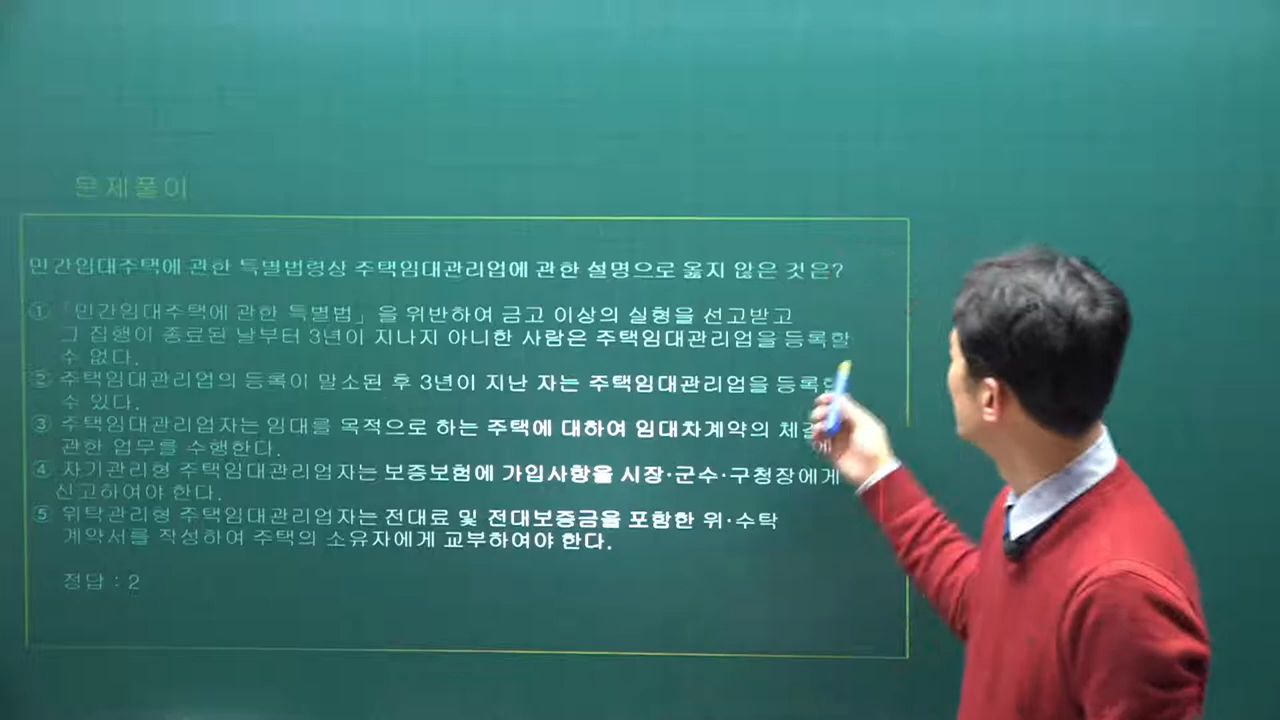 문제풀이
민간임대주택에 관한 특별법령상 주택임대관리업에 관한 설명으로 옳지 않은 것은?
① 「민간임대주택에 관한 특별법」을 위반하여 금고 이상의 실형을 선고받고
그 집행이 종료된 날부터 3년이 지나지 아니한 사람은 주택임대관리업을 등록할
수 없다.
② 주택임대관리업의 등록이 말소된 후 3년이 지난 자는 주택임대관리업을
수 있다.
③ 주택임대관리업자는 임대를 목적으로 하는 주택에 대하여 임대차계약의
관한 업무를 수행한다.
④ 자기관리형 주택임대관리업자는 보증보험에 가입사항을 시장·군수·구청장에게
신고하여야 한다.
⑤ 위탁관리형 주택임대관리업자는 전대료 및 전대보증금을 포함한 위·수탁
계약서를 작성하여 주택의 소유자에게 교부하여야 한다.
정답 : 2